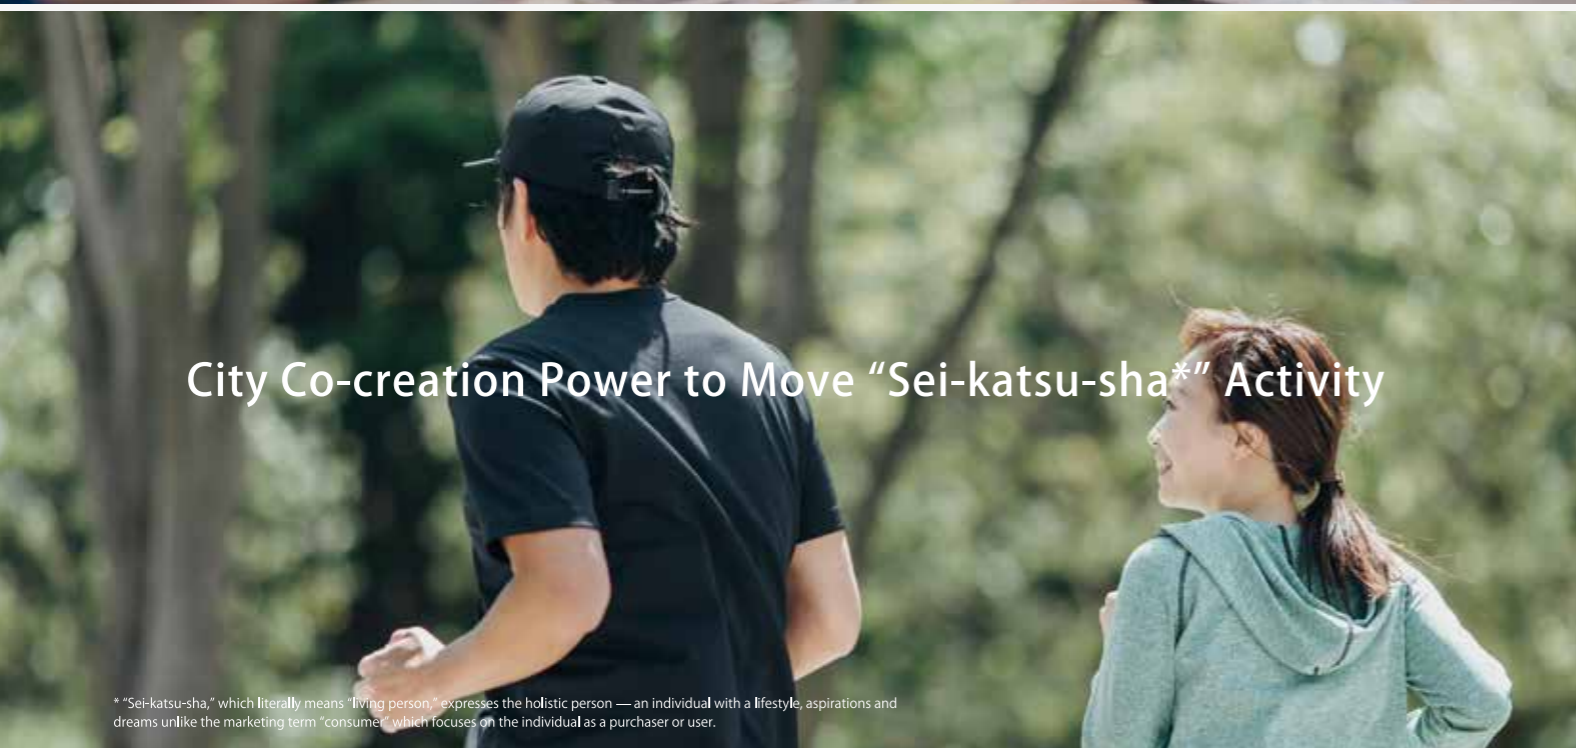 City Co-creation Power to Move “Sei-katsu-sha*” Activity
* “Sei-katsu-sha,” which literally means “living person,” expresses the holistic person — an individual with a lifestyle, aspirations and
dreams unlike the marketing term “consumer” which focuses on the individual as a purchaser or user.